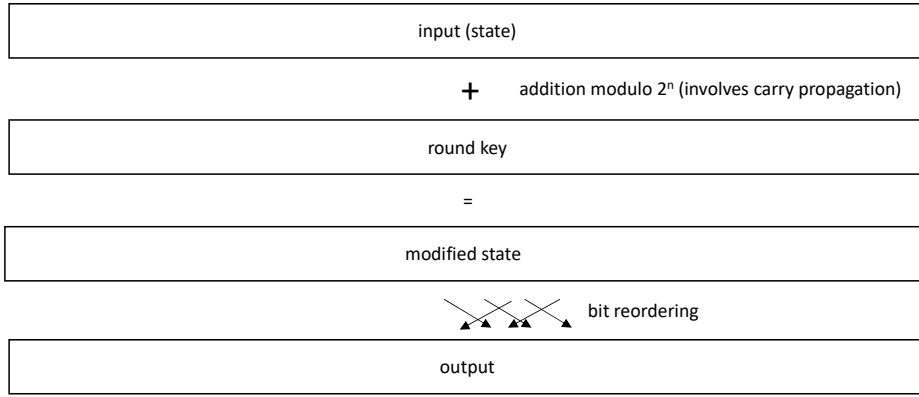 input (state)
+ addition modulo 2ⁿ (involves carry propagation)
round key
=
modified state
bit reordering
output